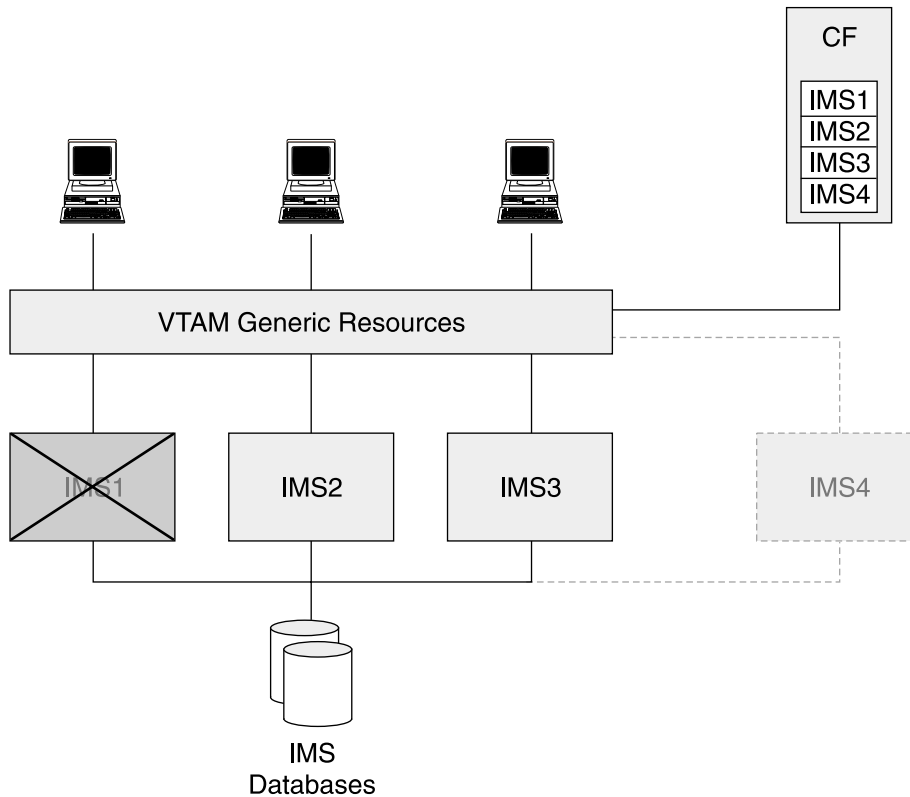 CF
IMS1
IMS2
IMS3
IMS4
VTAM Generic Resources
IMS1
IMS2
IMS3
IMS4
IMS
Databases